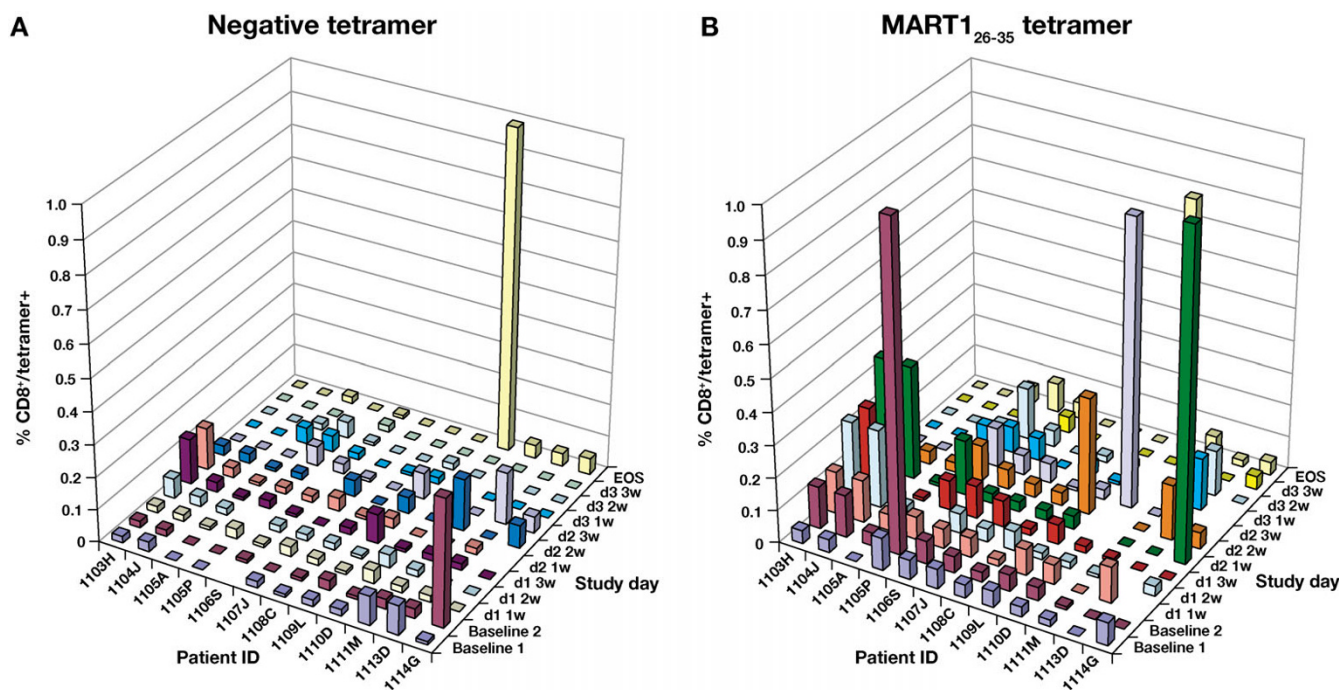 A Negative tetramer
% CD8+/tetramer+
1.0
0.9
0.8
0.7
0.6
0.5
0.4
0.3
0.2
0.1
0
1103H
1104J
1105A
1105P
1106S
1107J
1108C
1109L
1110D
1111M
1113D
1114G
Patient ID
EOS
d3 3w
d3 2w
d3 1w
d2 3w
d2 2w
d2 1w
d1 3w
d1 2w
d1 1w
Baseline 2
Baseline 1
Study day
B MART126-35 tetramer
% CD8+/tetramer+
1.0
0.9
0.8
0.7
0.6
0.5
0.4
0.3
0.2
0.1
0
1103H
1104J
1105A
1105P
1106S
1107J
1108C
1109L
1110D
1111M
1113D
1114G
Patient ID
EOS
d3 3w
d3 2w
d3 1w
d2 3w
d2 2w
d2 1w
d1 3w
d1 2w
d1 1w
Baseline 2
Baseline 1
Study day